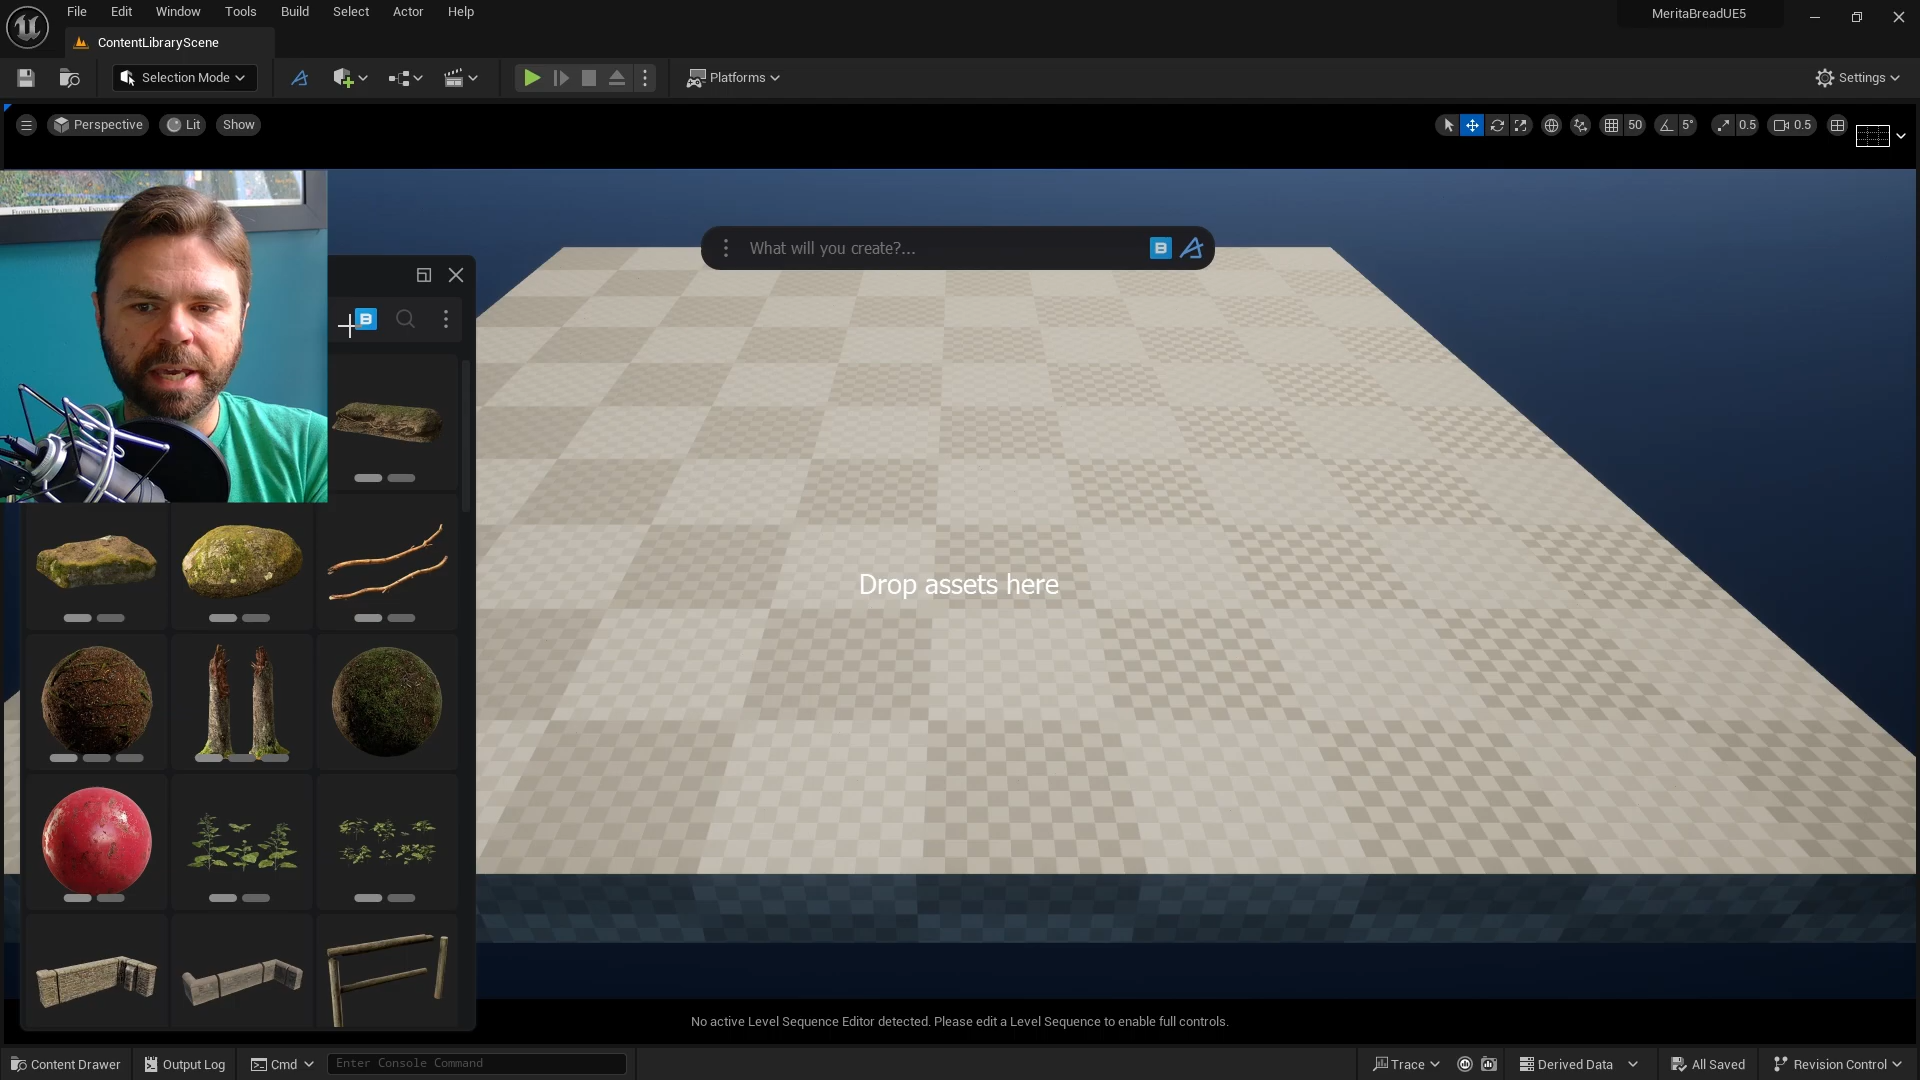 File Edit Window Tools Build Select Actor Help
MeritaBreadUE5
ContentLibraryScene
Selection Mode
Platforms
Settings
Perspective
Lit
Show
50
5°
0.5
0.5
What will you create?...
B
B
Drop assets here
No active Level Sequence Editor detected. Please edit a Level Sequence to enable full controls.
Content Drawer
Output Log
Cmd
Enter Console Command
Trace
Derived Data
All Saved
Revision Control